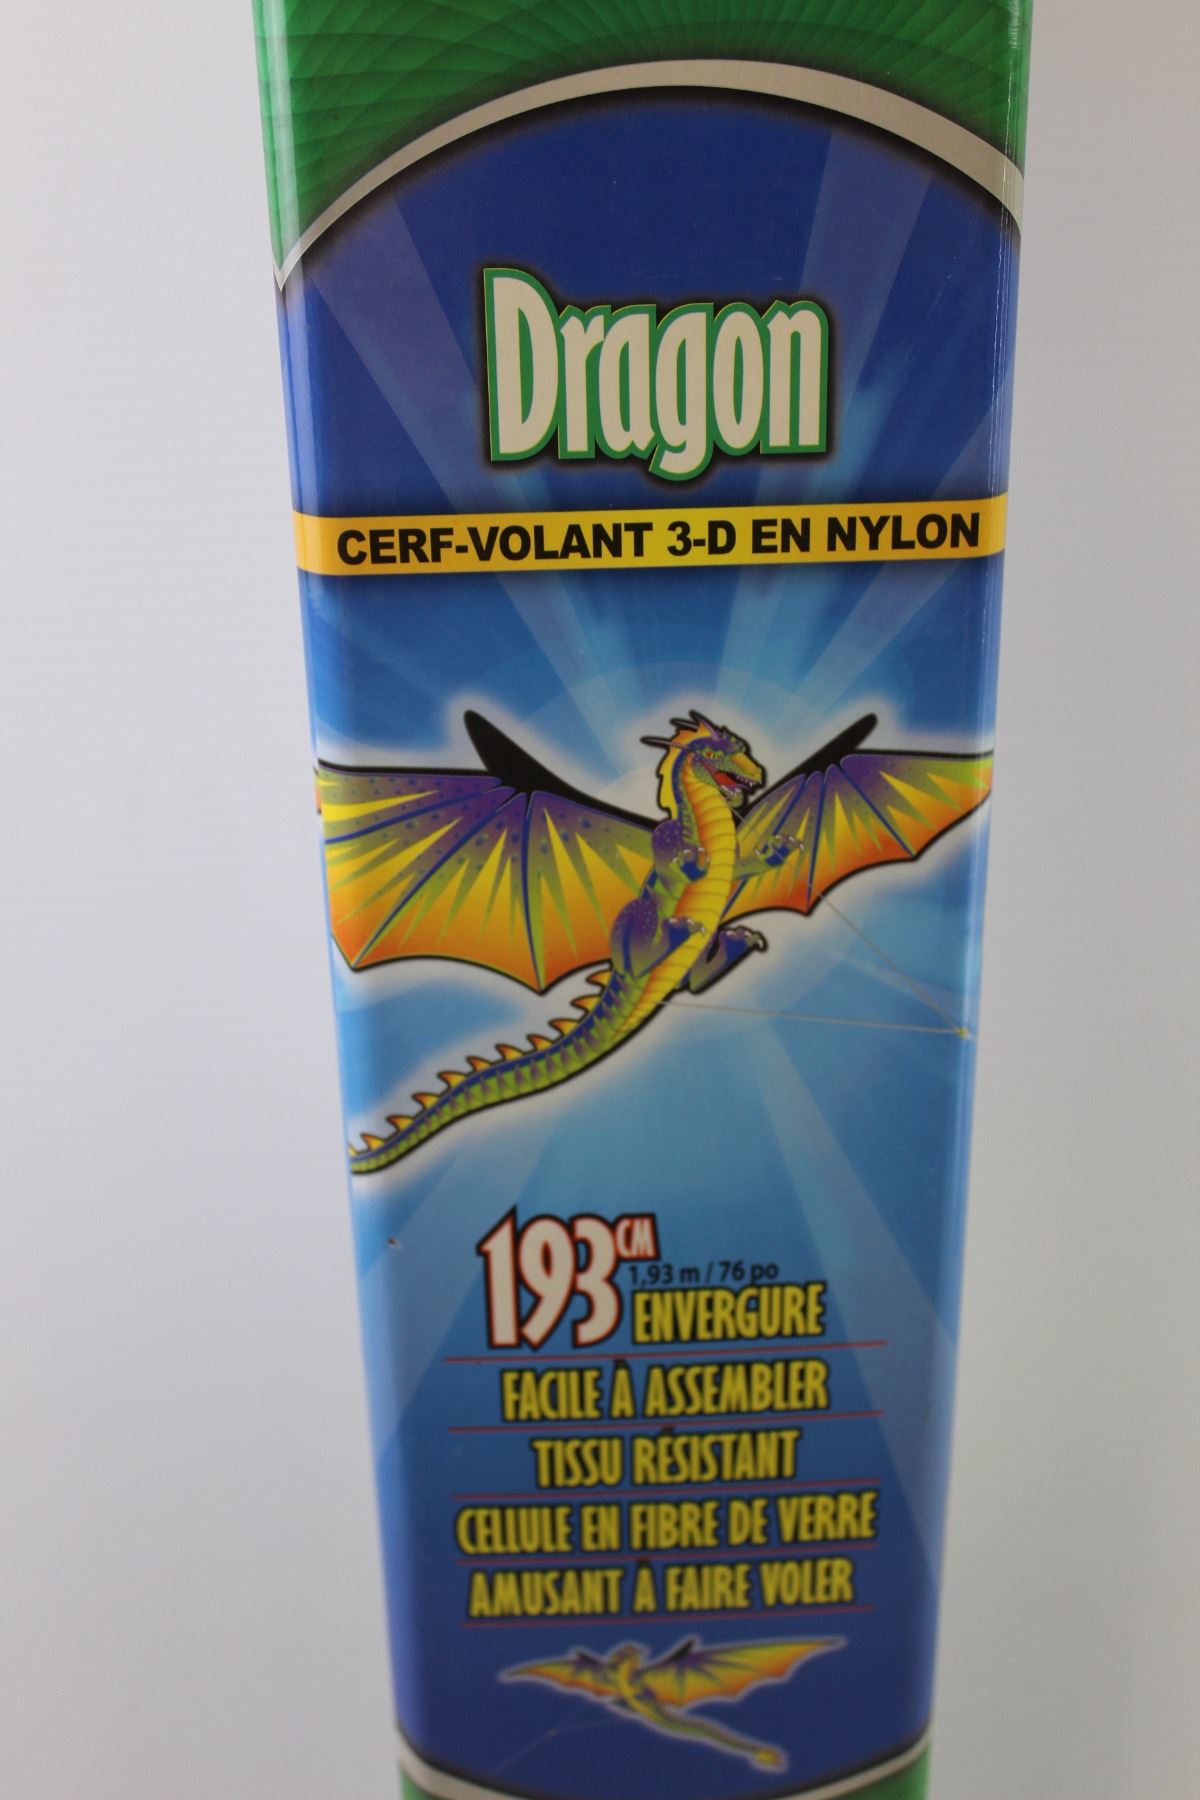 Dragon
CERF-VOLANT 3-D EN NYLON
193CM
1,93 m / 76 po
ENVERGURE
FACILE À ASSEMBLER
TISSU RÉSISTANT
CELLULE EN FIBRE DE VERRE
AMUSANT À FAIRE VOLER